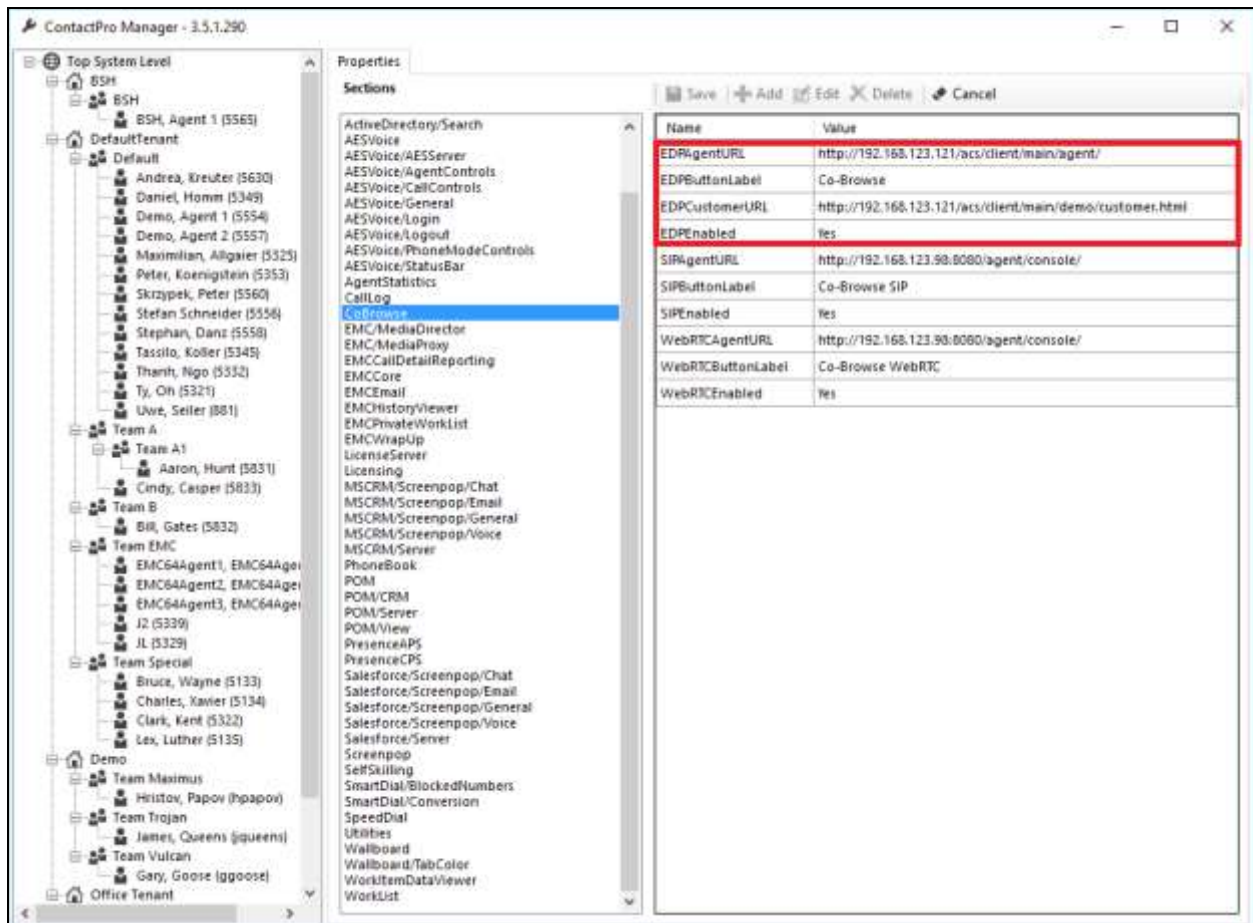 ContactPro Manager - 3.5.1.290
Top System Level
BSH
BSH
BSH, Agent 1 (5565)
DefaultTenant
Default
Andrea, Kreuter (5630)
Daniel, Homm (5349)
Demo, Agent 1 (5554)
Demo, Agent 2 (5557)
Maximilian, Allgaier (5325)
Peter, Koenigstein (5353)
Skrzypek, Peter (5560)
Stefan Schneider (5556)
Stephan, Danz (5558)
Tassilo, Koller (5345)
Thanh, Ngo (5332)
Ty, Oh (5321)
Uwe, Seiler (881)
Team A
Team A1
Aaron, Hunt (5831)
Cindy, Casper (5833)
Team B
Bill, Gates (5832)
Team EMC
EMC64Agent1, EMC64Age
EMC64Agent2, EMC64Age
EMC64Agent3, EMC64Age
J2 (5339)
JL (5329)
Team Special
Bruce, Wayne (5133)
Charles, Xavier (5134)
Clark, Kent (5322)
Lex, Luther (5135)
Demo
Team Maximus
Hristov, Papov (hpapov)
Team Trojan
James, Queens (jqueens)
Team Vulcan
Gary, Goose (ggoose)
Office Tenant
Properties
Sections
ActiveDirectory/Search
AESVoice
AESVoice/AESServer
AESVoice/AgentControls
AESVoice/CallControls
AESVoice/General
AESVoice/Login
AESVoice/Logout
AESVoice/PhoneModeControls
AESVoice/StatusBar
AgentStatistics
CallLog
CoBrowse
EMC/MediaDirector
EMC/MediaProxy
EMCCallDetailReporting
EMCCore
EMCEmail
EMCHistoryViewer
EMCPrivateWorkList
EMCWrapUp
LicenseServer
Licensing
MSCRM/Screenpop/Chat
MSCRM/Screenpop/Email
MSCRM/Screenpop/General
MSCRM/Screenpop/Voice
MSCRM/Server
PhoneBook
POM
POM/CRM
POM/Server
POM/View
PresenceAPS
PresenceCPS
Salesforce/Screenpop/Chat
Salesforce/Screenpop/Email
Salesforce/Screenpop/General
Salesforce/Screenpop/Voice
Salesforce/Server
Screenpop
SelfSkilling
SmartDial/BlockedNumbers
SmartDial/Conversion
SpeedDial
Utilities
Wallboard
Wallboard/TabColor
WorkItemDataViewer
WorkList
Save Add Edit Delete Cancel
Name Value
EDPAgentURL http://192.168.123.121/acs/client/main/agent/
EDPButtonLabel Co-Browse
EDPCustomerURL http://192.168.123.121/acs/client/main/demo/customer.html
EDPEnabled Yes
SIPAgentURL http://192.168.123.98:8080/agent/console/
SIPButtonLabel Co-Browse SIP
SIPEnabled Yes
WebRTCAgentURL http://192.168.123.98:8080/agent/console/
WebRTCButtonLabel Co-Browse WebRTC
WebRTCEnabled Yes